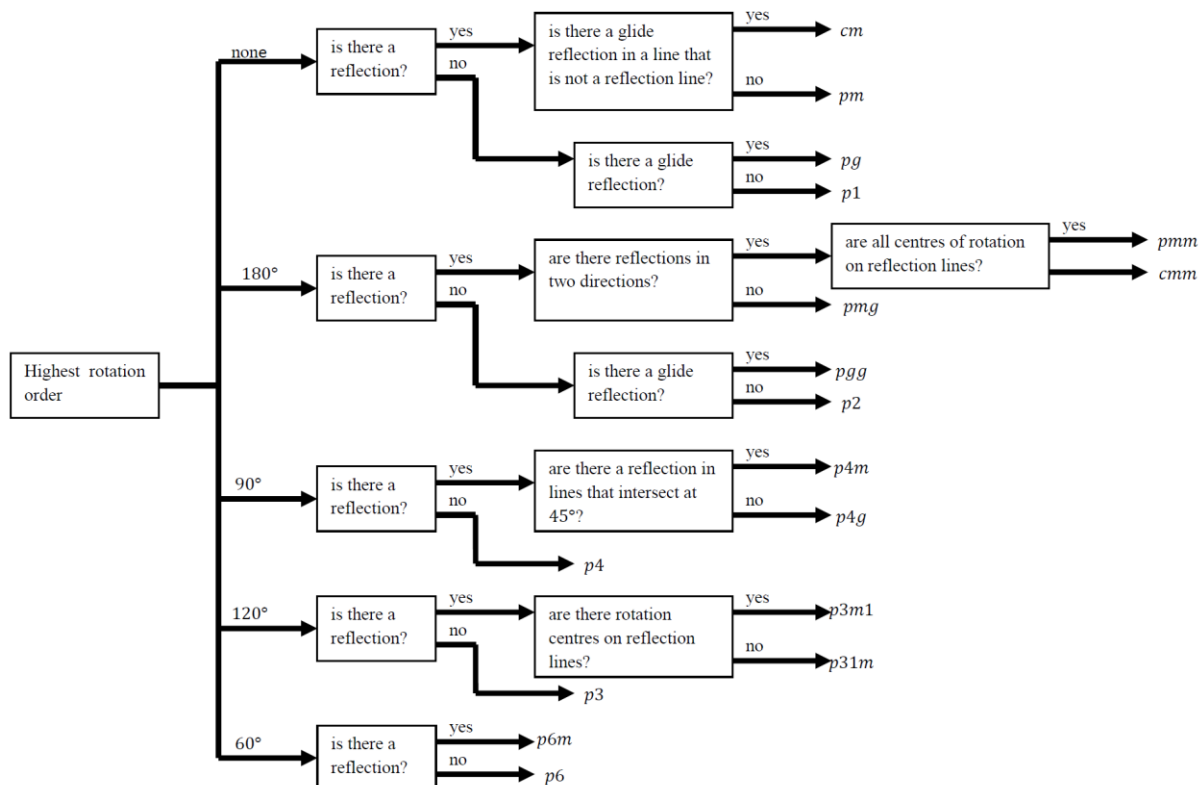 Highest rotation
order
none
is there a
reflection?
yes
no
is there a glide
reflection in a line that
is not a reflection line?
yes
cm
no
pm
is there a glide
reflection?
yes
pg
no
p1
180°
is there a
reflection?
yes
no
are there reflections in
two directions?
yes
no
pmg
are all centres of rotation
on reflection lines?
yes
pmm
cmm
is there a glide
reflection?
yes
pgg
no
p2
90°
is there a
reflection?
yes
no
are there a reflection in
lines that intersect at
45°?
yes
p4m
no
p4g
p4
120°
is there a
reflection?
yes
no
are there rotation
centres on reflection
lines?
yes
p3m1
no
p31m
p3
60°
is there a
reflection?
yes
p6m
no
p6